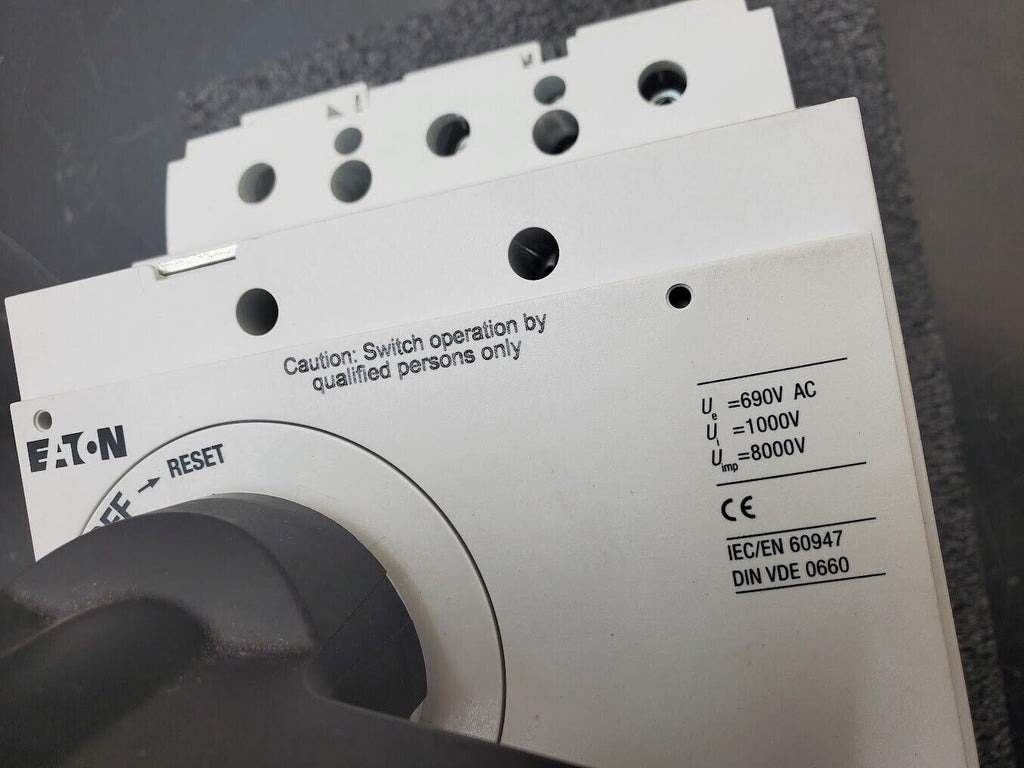 Caution: Switch operation by
qualified persons only
EATON
→ RESET
Ue =690V AC
Ui =1000V
Uimp =8000V
CE
IEC/EN 60947
DIN VDE 0660